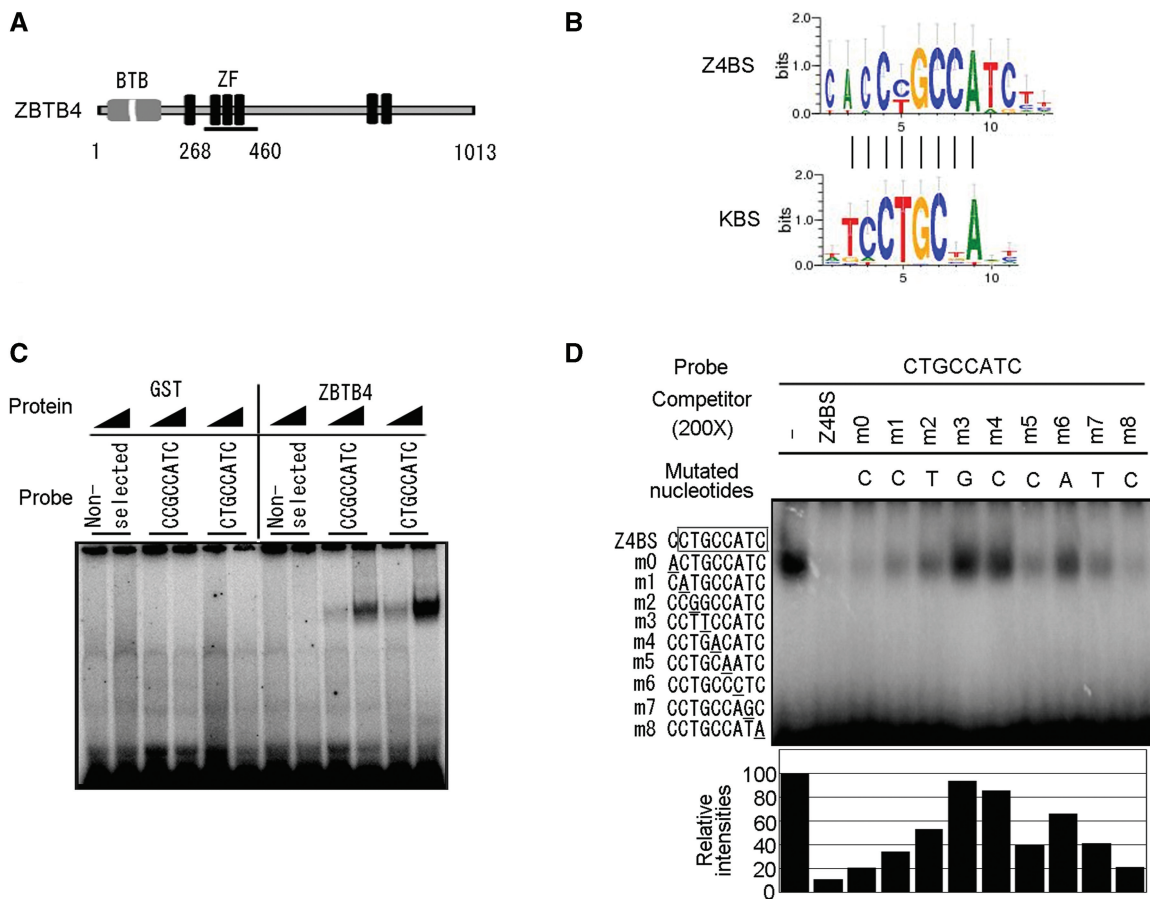 A
BTB
ZF
ZBTB4
1
268
460
1013
B
Z4BS
bits
2.0
1.0
0.0
CACCCGCCATCT
T
5
10
KBS
bits
2.0
1.0
0.0
TCCTGC A
5
10
C
Protein
GST
ZBTB4
Probe
Non-selected
CCGCCATC
CTGCCATC
Non-selected
CCGCCATC
CTGCCATC
D
Probe
CTGCCATC
Competitor
(200X)
–
Z4BS
m0
m1
m2
m3
m4
m5
m6
m7
m8
Mutated
nucleotides
C C T G C C A T C
Z4BS CCTGCCATC
m0 ACTGCCATC
m1 CATGCCATC
m2 CCGGCCATC
m3 CCTTCCATC
m4 CCTGACATC
m5 CCTGCAATC
m6 CCTGCCCTC
m7 CCTGCCAGC
m8 CCTGCCATA
Relative
intensities
100
80
60
40
20
0